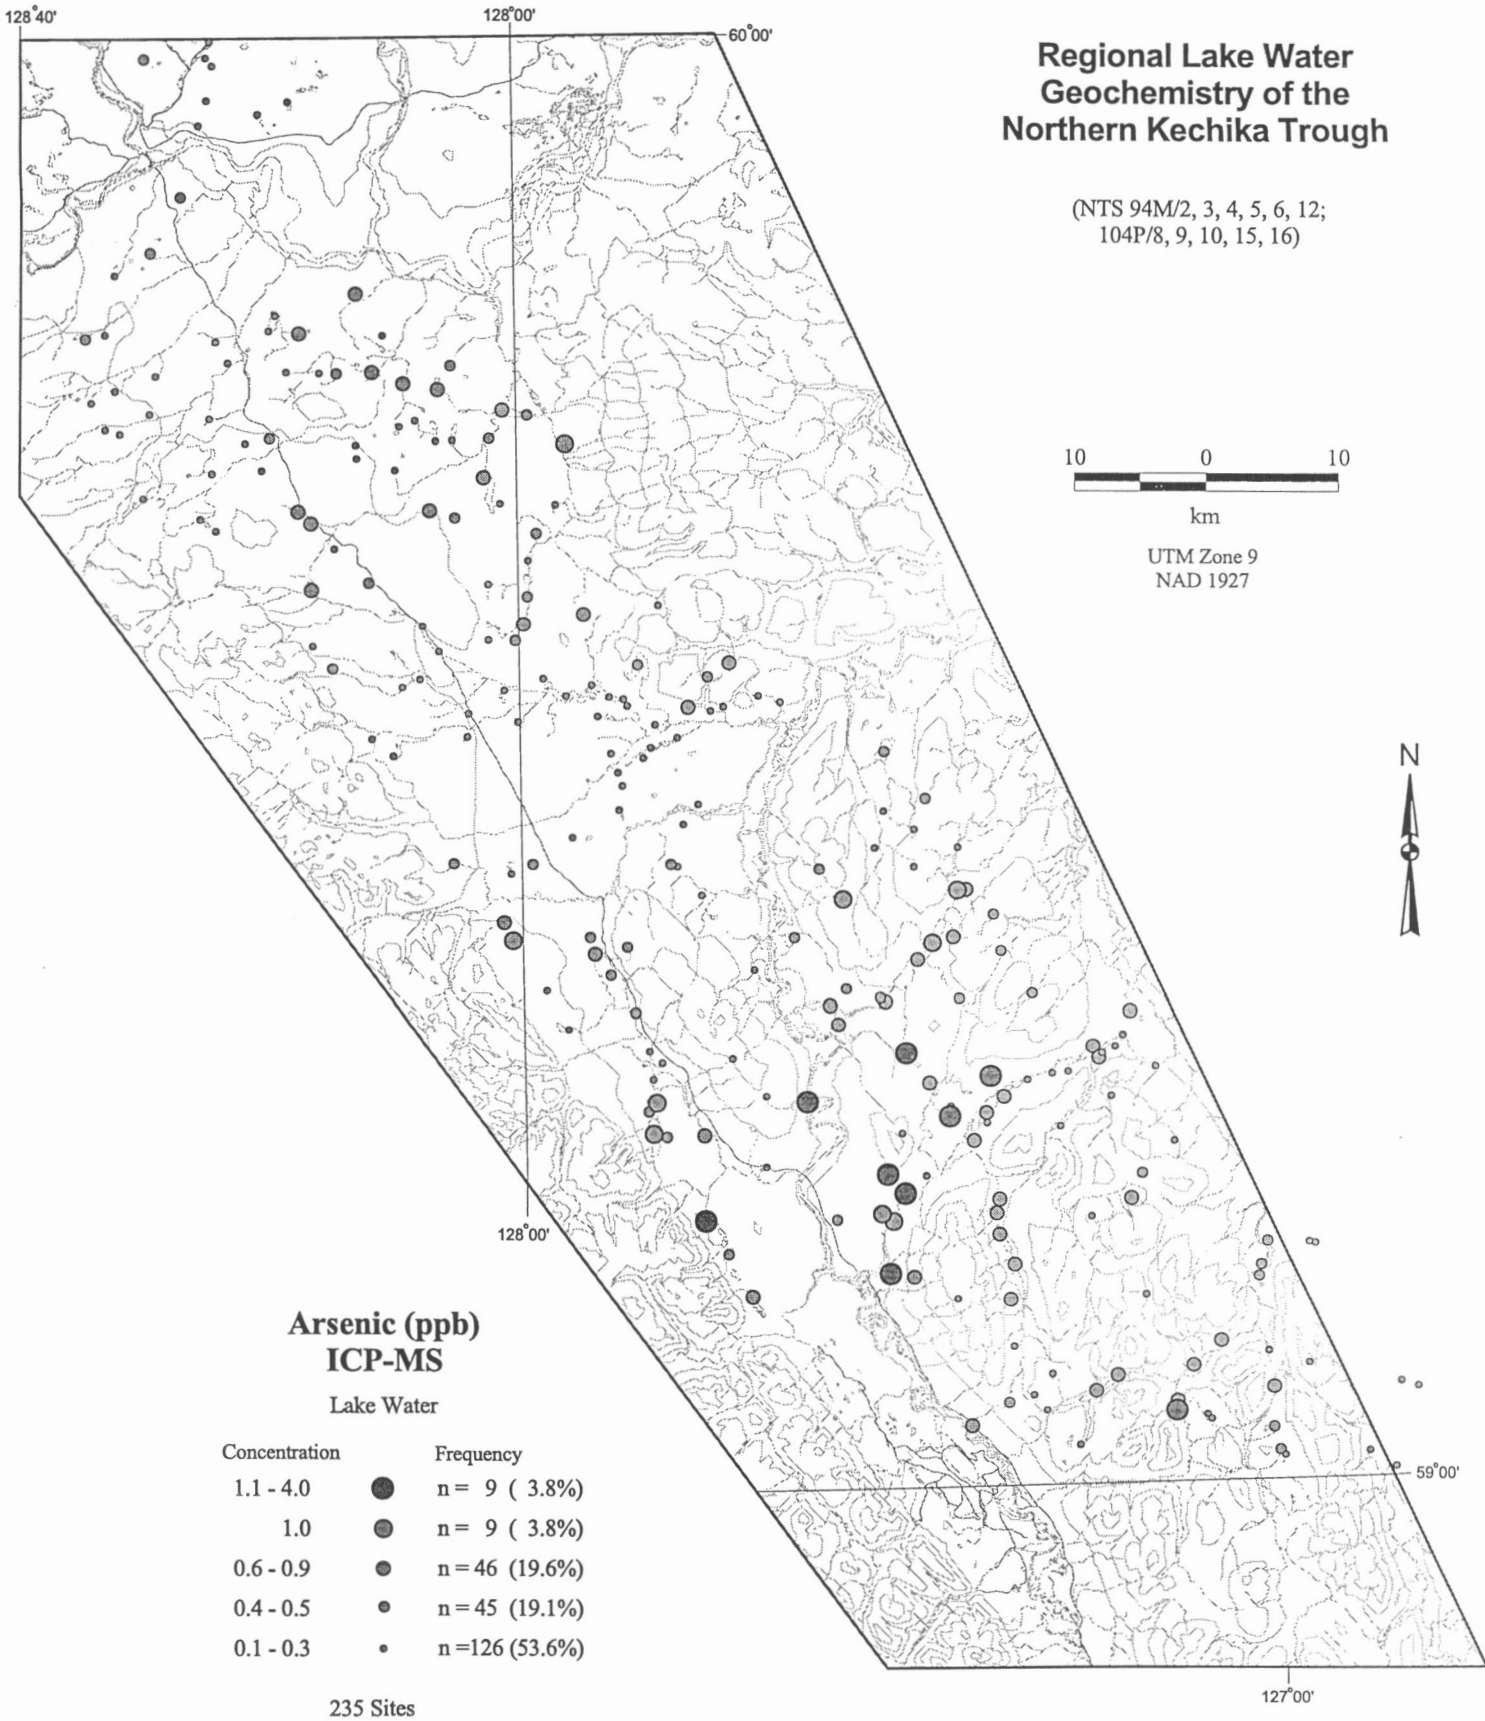 128°40'
128°00'
60°00'
Regional Lake Water
Geochemistry of the
Northern Kechika Trough
(NTS 94M/2, 3, 4, 5, 6, 12;
104P/8, 9, 10, 15, 16)
10 0 10
km
UTM Zone 9
NAD 1927
N
128°00'
Arsenic (ppb)
ICP-MS
Lake Water
Concentration Frequency
1.1 - 4.0 n = 9 ( 3.8%)
1.0 n = 9 ( 3.8%)
0.6 - 0.9 n = 46 (19.6%)
0.4 - 0.5 n = 45 (19.1%)
0.1 - 0.3 n =126 (53.6%)
235 Sites
59°00'
127°00'